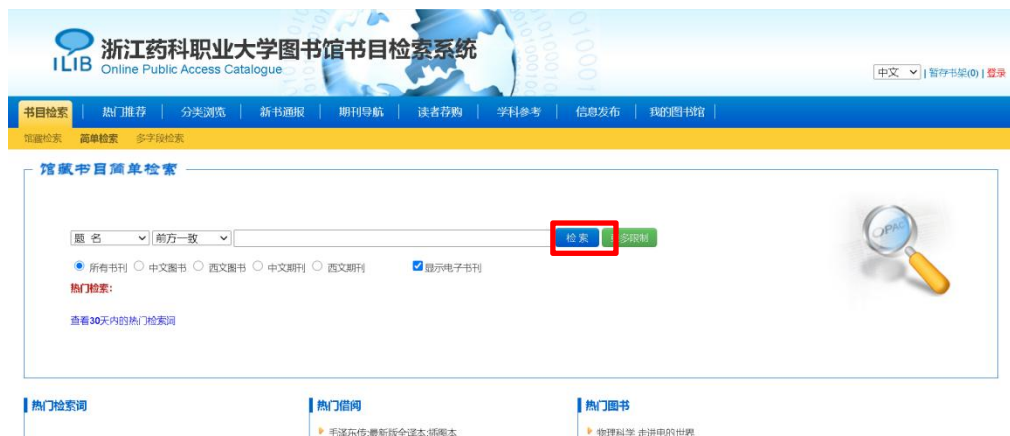 浙江药科职业大学图书馆书目检索系统
ILIB Online Public Access Catalogue
中文 | 暂存书架(0) | 登录
书目检索 | 热门推荐 | 分类浏览 | 新书通报 | 期刊导航 | 读者荐购 | 学科参考 | 信息发布 | 我的图书馆 |
馆藏检索 简单检索 多字段检索
馆藏书目简单检索
题 名 前方一致 检 索 多限制
所有书刊 中文图书 西文图书 中文期刊 西文期刊 显示电子书刊
OPAC
热门检索:
查看30天内的热门检索词
热门检索词 热门借阅 热门图书
毛泽东传:最新版全译本:插图本 物理科学 走进电的世界